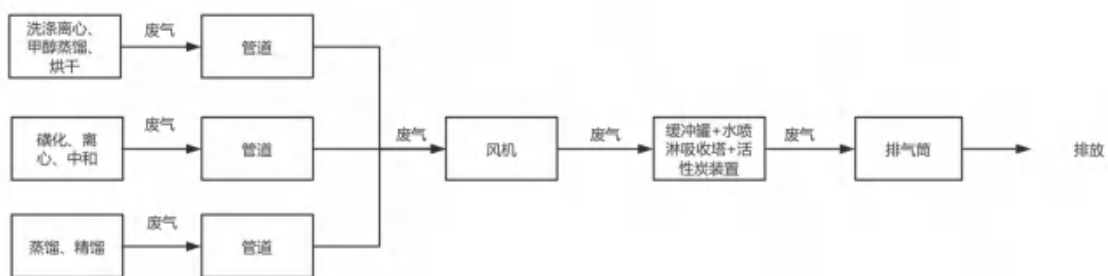 洗涤离心、
甲醇蒸馏、
烘干
废气
管道
磺化、离
心、中和
废气
管道
蒸馏、精馏
废气
管道
废气
风机
废气
缓冲罐+水喷
淋吸收塔+活
性炭装置
废气
排气筒
排放